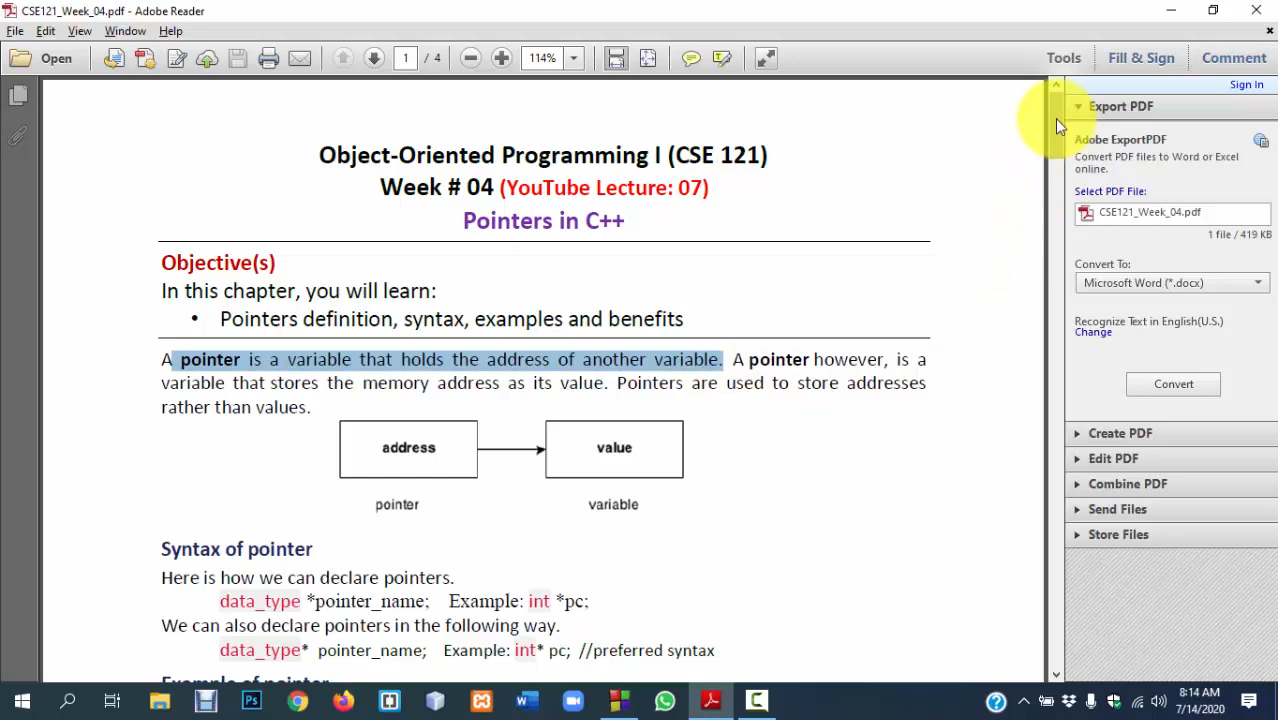 CSE121_Week_04.pdf - Adobe Reader
File Edit View Window Help
Open 1 / 4 114% Tools Fill & Sign Comment
Sign In
Export PDF
Adobe ExportPDF
Convert PDF files to Word or Excel
online.
Select PDF File:
CSE121_Week_04.pdf
1 file / 419 KB
Convert To:
Microsoft Word (*.docx)
Recognize Text in English(U.S.)
Change
Convert
Create PDF
Edit PDF
Combine PDF
Send Files
Store Files
Object-Oriented Programming I (CSE 121)
Week # 04 (YouTube Lecture: 07)
Pointers in C++
Objective(s)
In this chapter, you will learn:
• Pointers definition, syntax, examples and benefits
A pointer is a variable that holds the address of another variable. A pointer however, is a
variable that stores the memory address as its value. Pointers are used to store addresses
rather than values.
address value
pointer variable
Syntax of pointer
Here is how we can declare pointers.
data_type *pointer_name; Example: int *pc;
We can also declare pointers in the following way.
data_type* pointer_name; Example: int* pc; //preferred syntax
Example of pointer
8:14 AM
7/14/2020